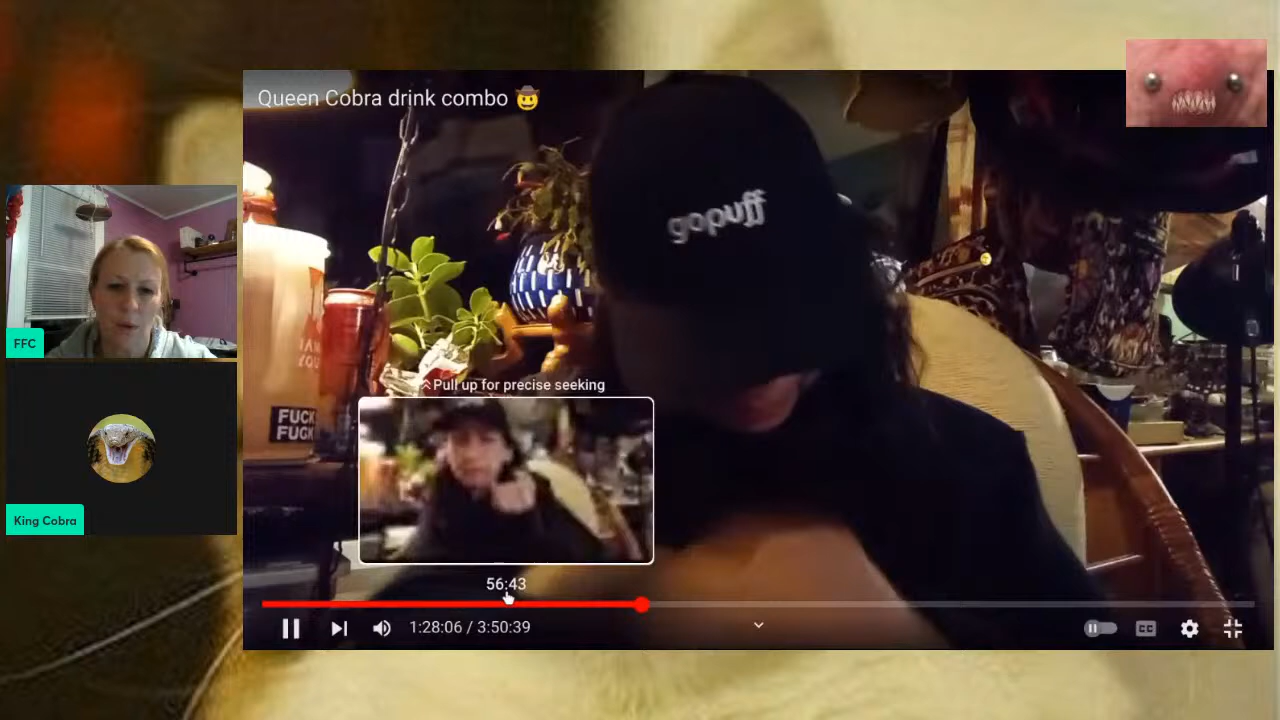 Queen Cobra drink combo 🤠
gopuff
FUCK
FUCK
FFC
Pull up for precise seeking
King Cobra
56:43
1:28:06 / 3:50:39
CC